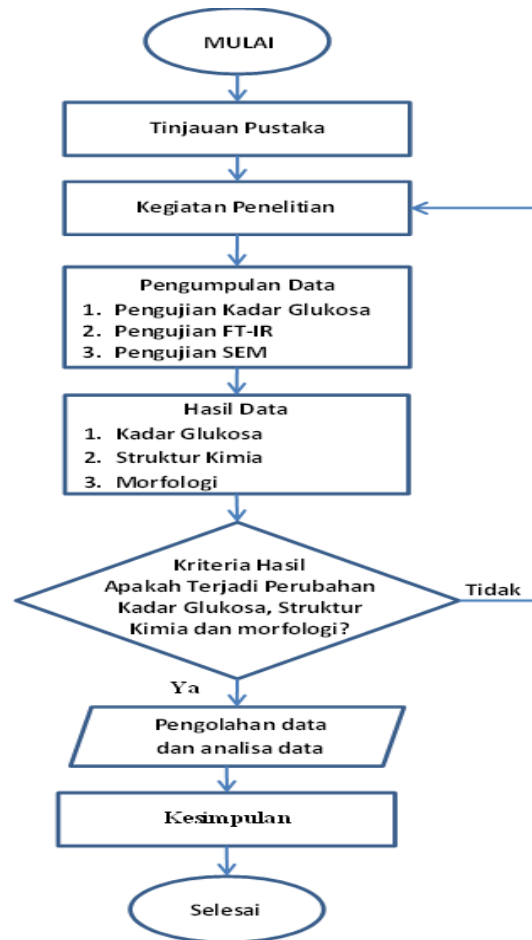 MULAI
Tinjauan Pustaka
Kegiatan Penelitian
Pengumpulan Data
1. Pengujian Kadar Glukosa
2. Pengujian FT-IR
3. Pengujian SEM
Hasil Data
1. Kadar Glukosa
2. Struktur Kimia
3. Morfologi
Kriteria Hasil
Apakah Terjadi Perubahan
Kadar Glukosa, Struktur
Kimia dan morfologi?
Tidak
Ya
Pengolahan data
dan analisa data
Kesimpulan
Selesai